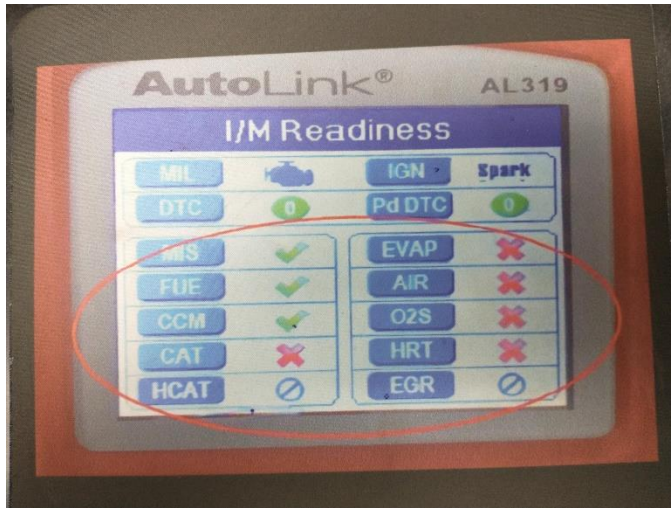 AutoLink® AL319
I/M Readiness
MIL IGN Spark
DTC 0 Pd DTC 0
MIS EVAP
FUE AIR
CCM O2S
CAT HRT
HCAT EGR